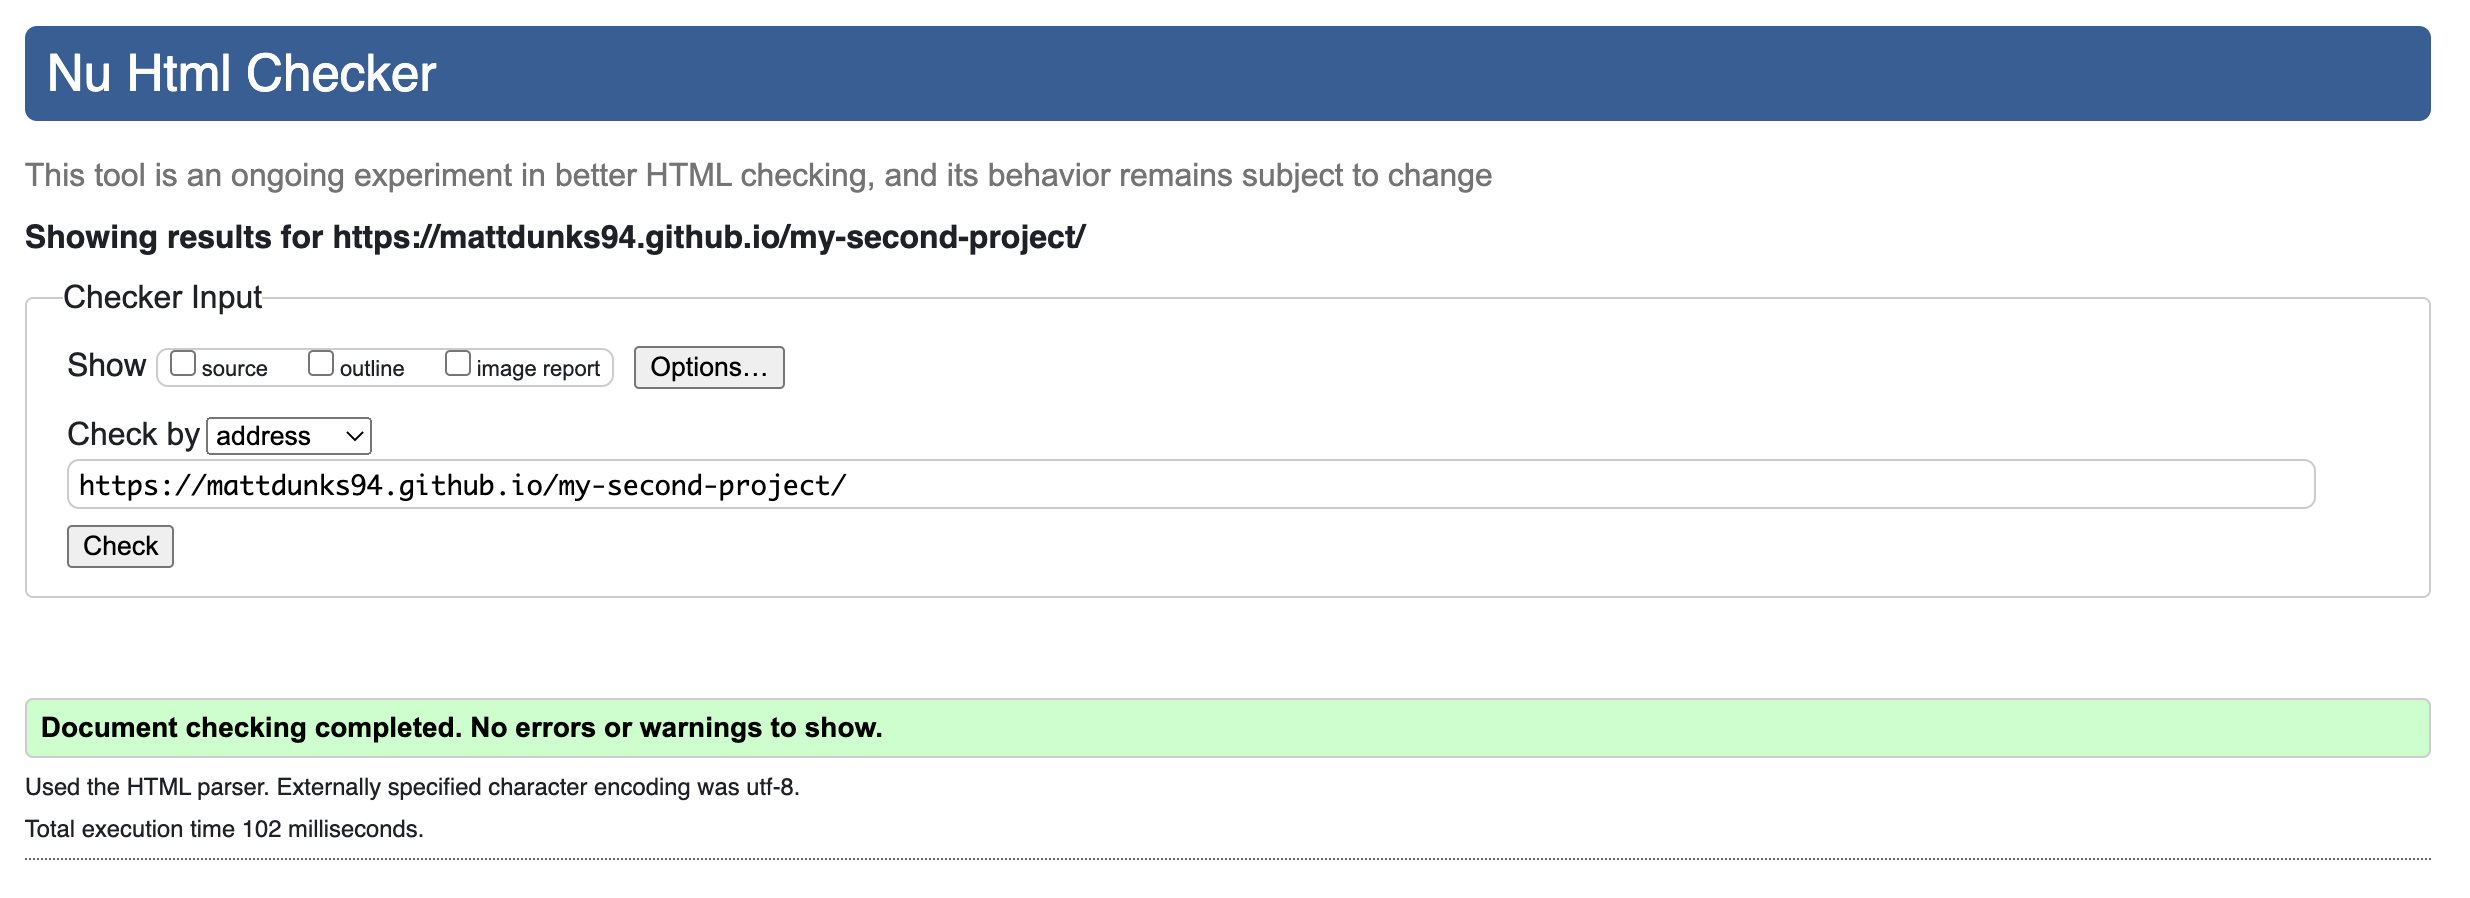 Nu Html Checker
This tool is an ongoing experiment in better HTML checking, and its behavior remains subject to change
Showing results for https://mattdunks94.github.io/my-second-project/
Checker Input
Show source outline image report Options...
Check by address
https://mattdunks94.github.io/my-second-project/
Check
Document checking completed. No errors or warnings to show.
Used the HTML parser. Externally specified character encoding was utf-8.
Total execution time 102 milliseconds.